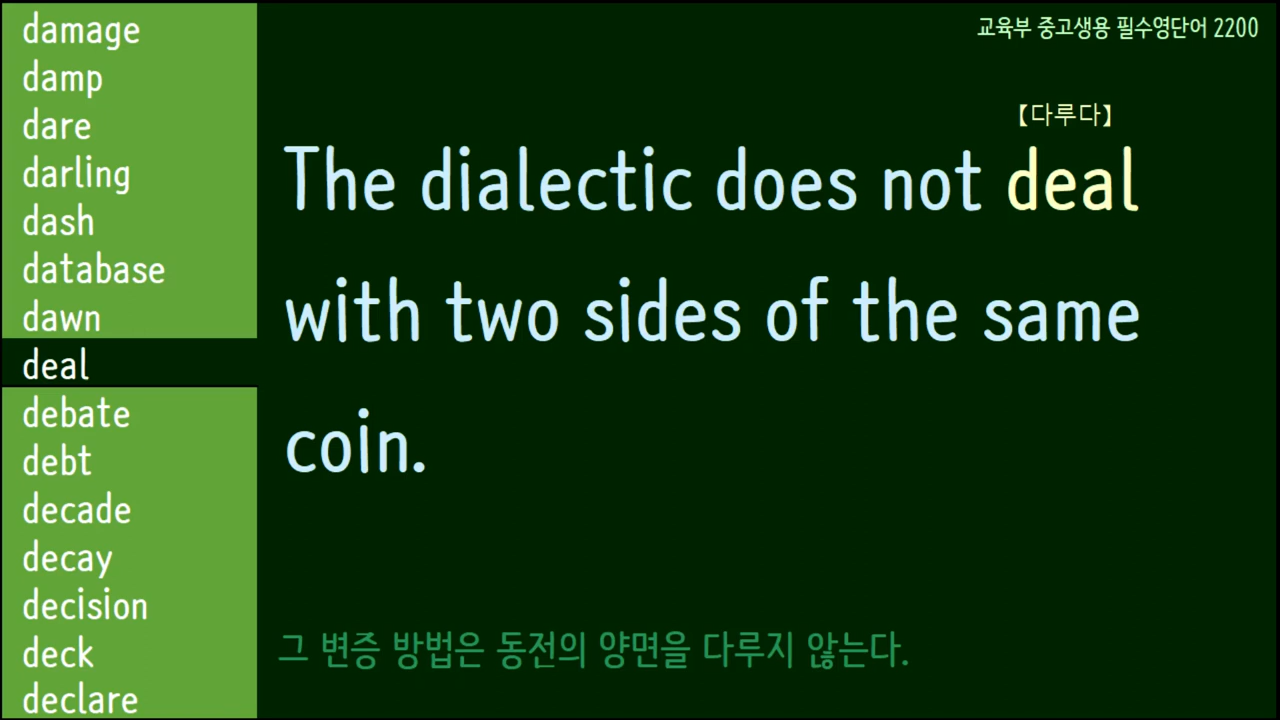 damage
damp
dare
darling
dash
database
dawn
deal
debate
debt
decade
decay
decision
deck
declare
교육부 중고생용 필수영단어 2200
【다루다】
The dialectic does not deal
with two sides of the same
coin.
그 변증 방법은 동전의 양면을 다루지 않는다.